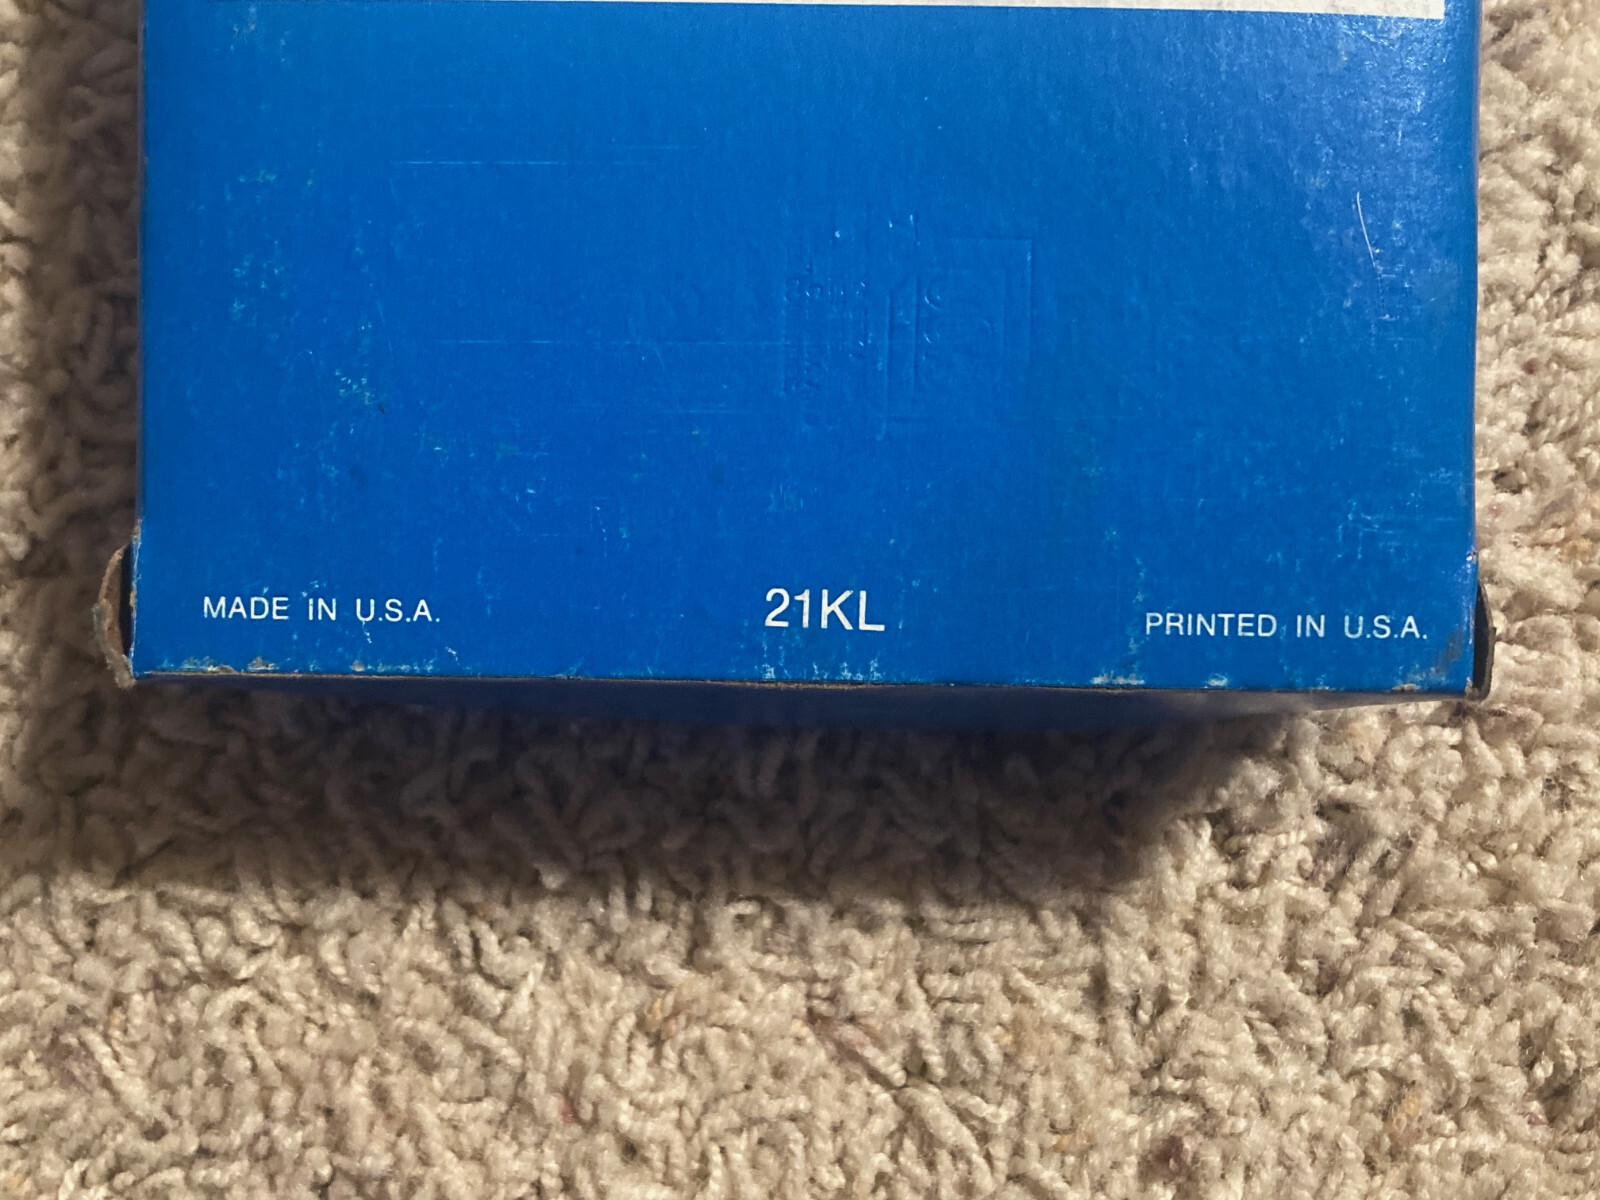 MADE IN U.S.A.
21KL
PRINTED IN U.S.A.